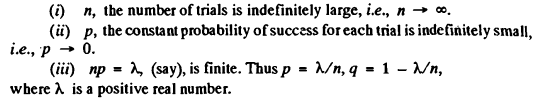 (i) n, the number of trials is indefinitely large, i.e., n → ∞.
(ii) p, the constant probability of success for each trial is indefinitely small,
i.e., p → 0.
(iii) np = λ, (say), is finite. Thus p = λ/n, q = 1 − λ/n,
where λ is a positive real number.